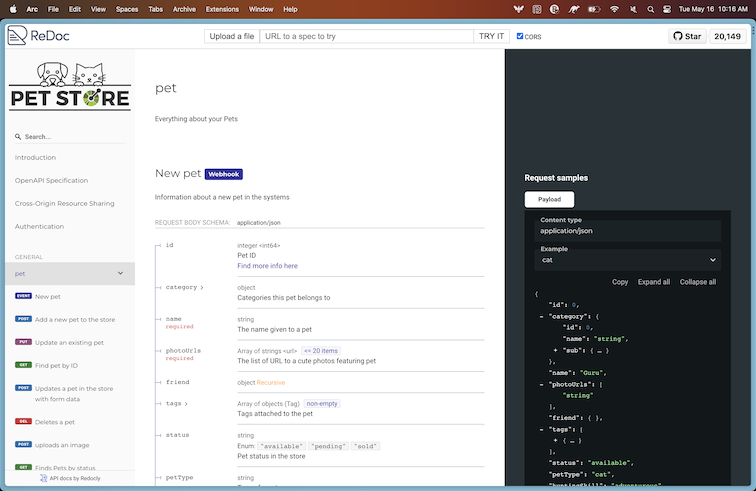 Arc File Edit View Spaces Tabs Archive Extensions Window Help
Tue May 16 10:16 AM
ReDoc
Upload a file
URL to a spec to try
TRY IT
CORS
Star
20,149
PET STORE
Search...
Introduction
OpenAPI Specification
Cross-Origin Resource Sharing
Authentication
GENERAL
pet
EVENT New pet
POST Add a new pet to the store
PUT Update an existing pet
GET Find pet by ID
POST Updates a pet in the store
with form data
DEL Deletes a pet
POST uploads an image
GET Finds Pets by status
API docs by Redocly
pet
Everything about your Pets
New pet Webhook
Information about a new pet in the systems
REQUEST BODY SCHEMA: application/json
id
integer <int64>
Pet ID
Find more info here
category
object
Categories this pet belongs to
name
required
string
The name given to a pet
photoUrls
required
Array of strings <url> <= 20 items
The list of URL to a cute photos featuring pet
friend
object Recursive
tags
Array of objects (Tag) non-empty
Tags attached to the pet
status
string
Enum: "available" "pending" "sold"
Pet status in the store
petType
string
Request samples
Payload
Content type
application/json
Example
cat
Copy Expand all Collapse all
{
"id": 0,
- "category": {
"id": 0,
"name": "string",
+ "sub": { … }
},
"name": "Guru",
- "photoUrls": [
"string"
],
"friend": { },
- "tags": [
+ { … }
],
"status": "available",
"petType": "cat",
"huntingSkill": "adventurous"